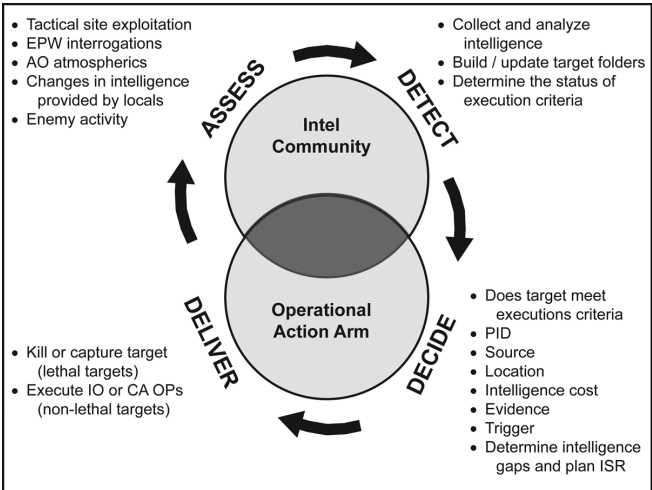 • Tactical site exploitation
• EPW interrogations
• AO atmospherics
• Changes in intelligence
provided by locals
• Enemy activity
ASSESS
• Collect and analyze
intelligence
• Build / update target folders
• Determine the status of
execution criteria
DETECT
Intel
Community
Operational
Action Arm
DELIVER
• Kill or capture target
(lethal targets)
• Execute IO or CA OPs
(non-lethal targets)
DECIDE
• Does target meet
executions criteria
• PID
• Source
• Location
• Intelligence cost
• Evidence
• Trigger
• Determine intelligence
gaps and plan ISR